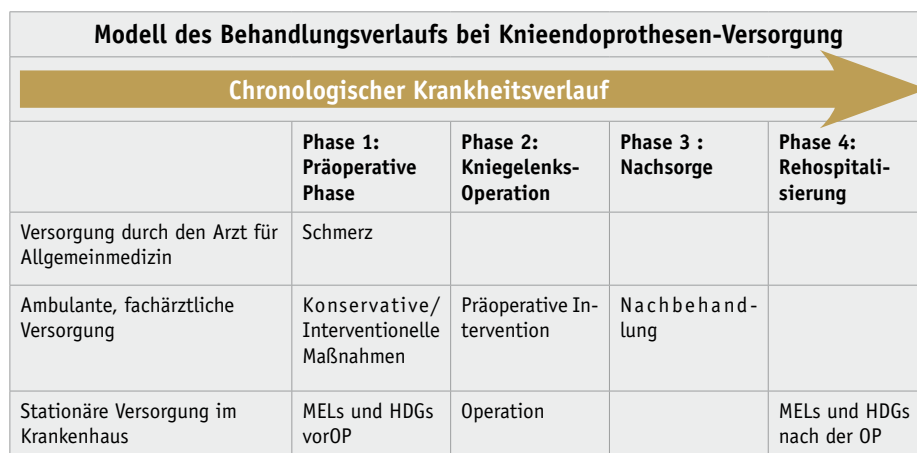 Modell des Behandlungsverlaufs bei Knieendoprothesen-Versorgung
Chronologischer Krankheitsverlauf
Phase 1:
Präoperative
Phase
Phase 2:
Kniegelenks-
Operation
Phase 3 :
Nachsorge
Phase 4:
Rehospitali-
sierung
Versorgung durch den Arzt für
Allgemeinmedizin
Schmerz
Ambulante, fachärztliche
Versorgung
Konservative/
Interventionelle
Maßnahmen
Präoperative In-
tervention
Nachbehand-
lung
Stationäre Versorgung im
Krankenhaus
MELs und HDGs
vorOP
Operation
MELs und HDGs
nach der OP